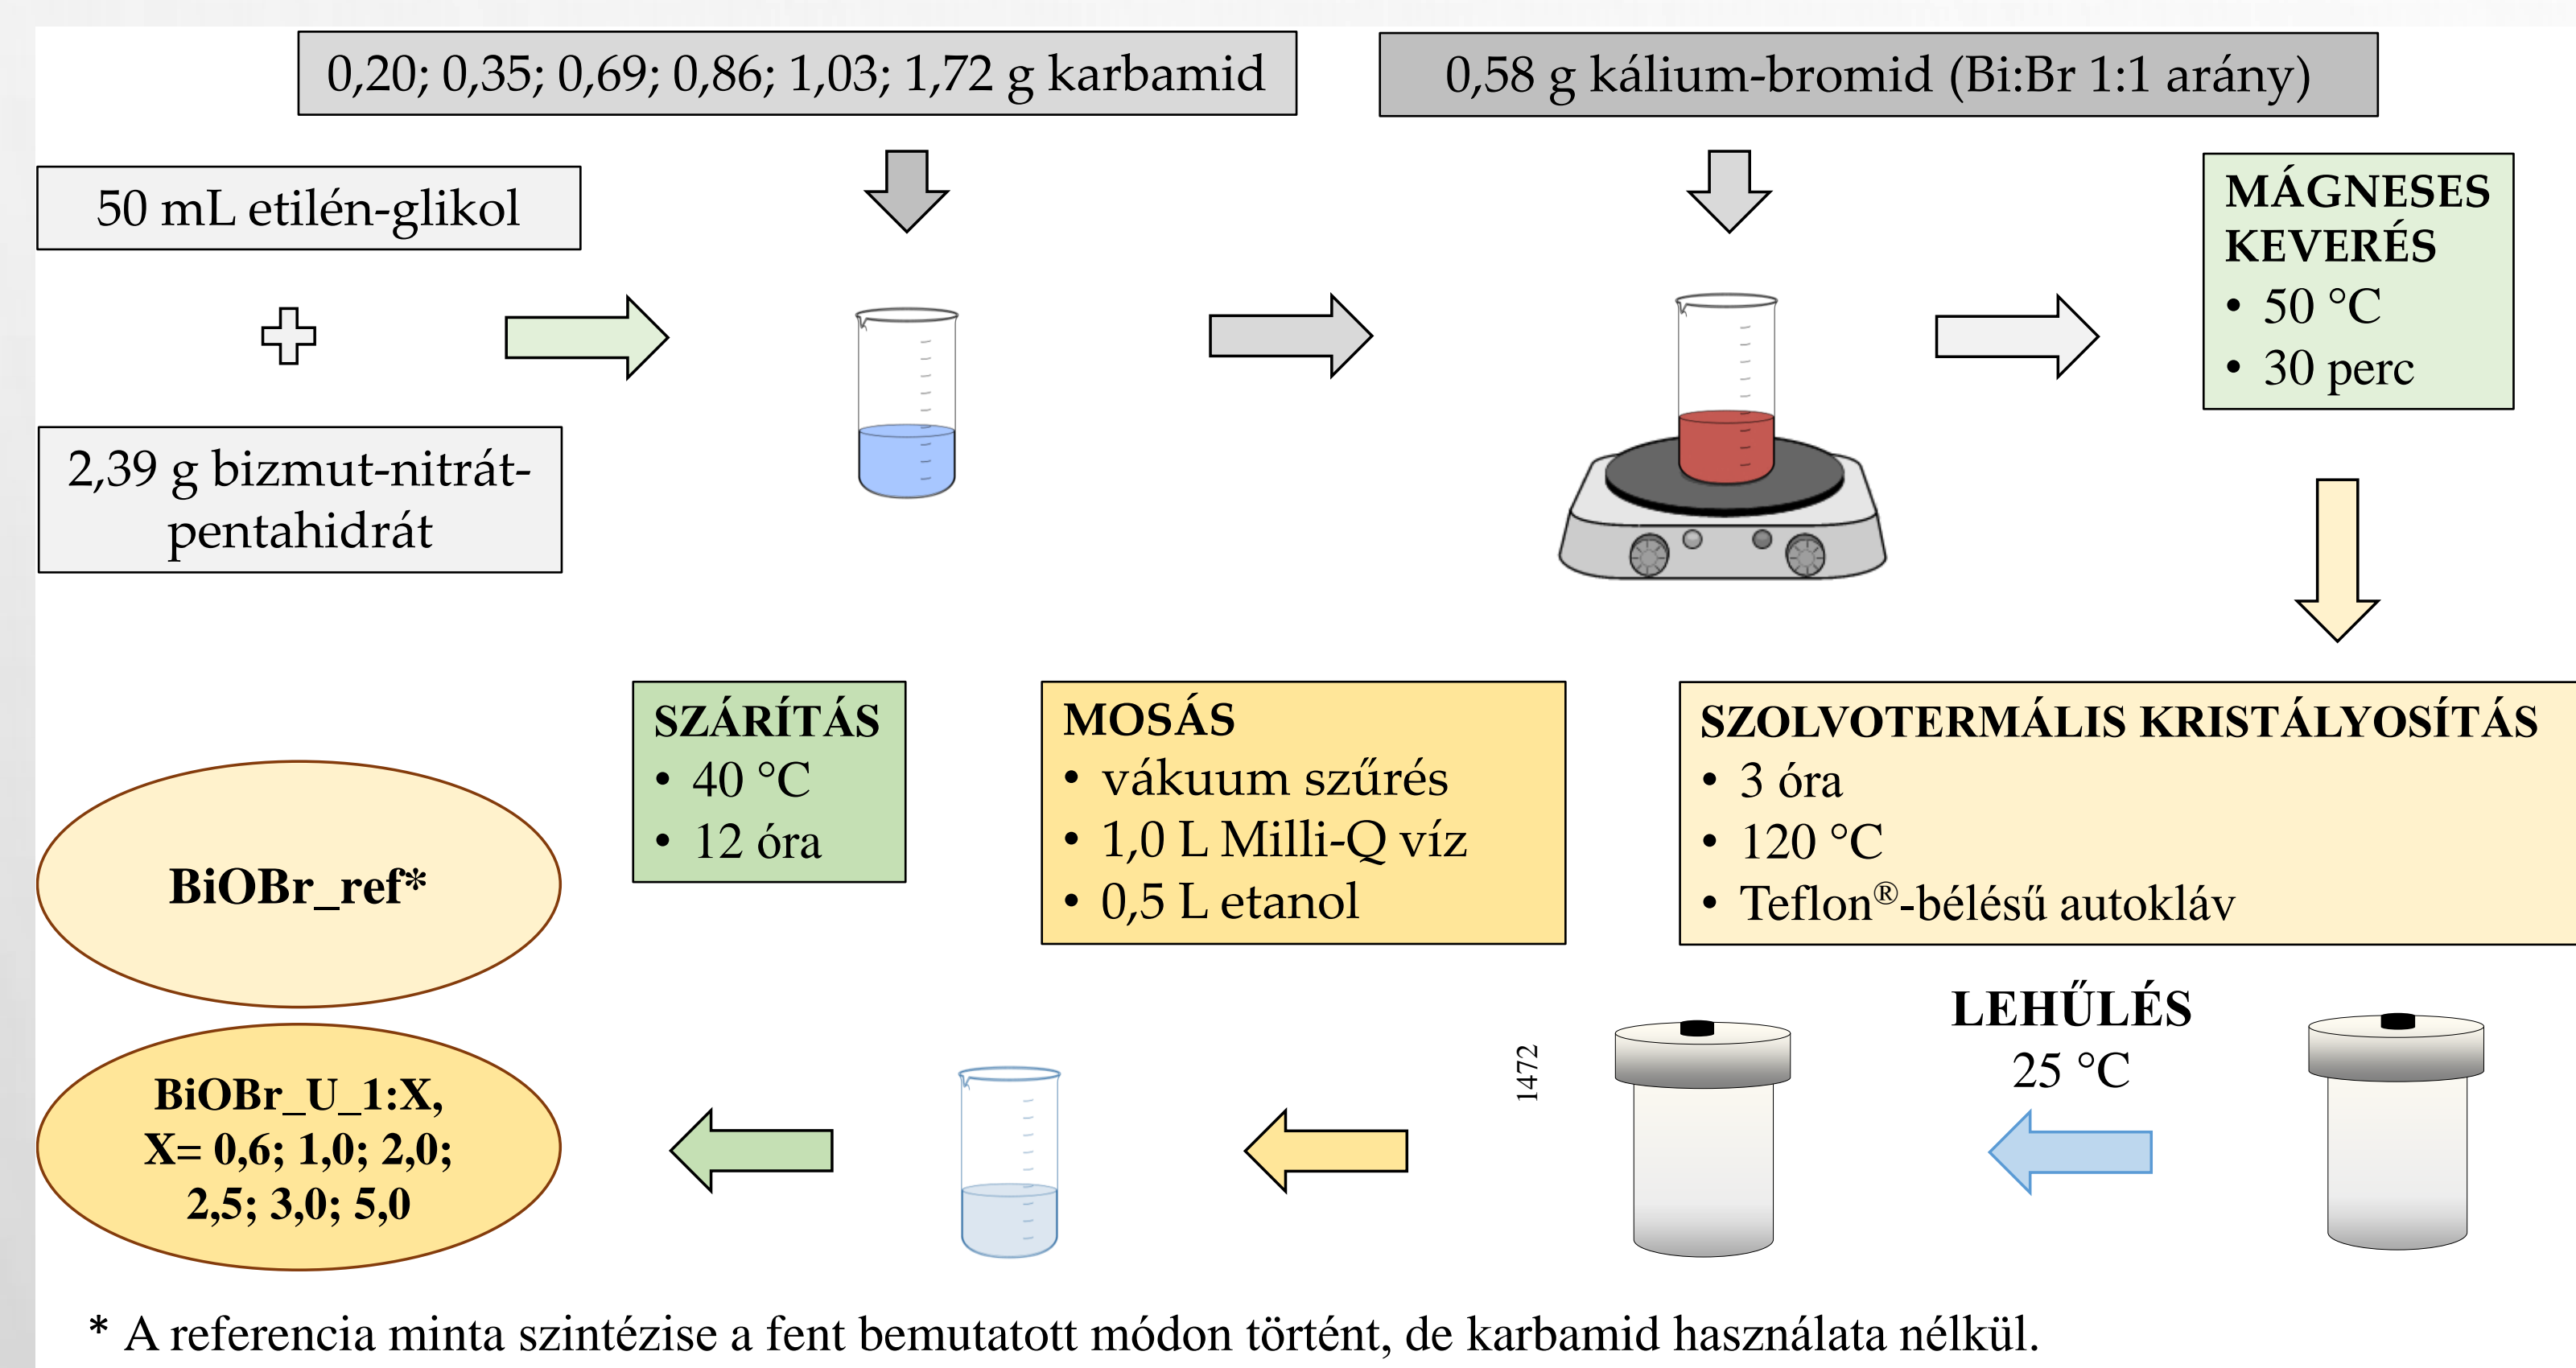 0,20; 0,35; 0,69; 0,86; 1,03; 1,72 g karbamid
0,58 g kálium-bromid (Bi:Br 1:1 arány)
50 mL etilén-glikol
2,39 g bizmut-nitrát-
pentahidrát
MÁGNESES
KEVERÉS
• 50 °C
• 30 perc
SZOLVOTERMÁLIS KRISTÁLYOSÍTÁS
• 3 óra
• 120 °C
• Teflon®-bélésű autokláv
LEHŰLÉS
25 °C
1472
MOSÁS
• vákuum szűrés
• 1,0 L Milli-Q víz
• 0,5 L etanol
SZÁRÍTÁS
• 40 °C
• 12 óra
BiOBr_ref*
BiOBr_U_1:X,
X= 0,6; 1,0; 2,0;
2,5; 3,0; 5,0
* A referencia minta szintézise a fent bemutatott módon történt, de karbamid használata nélkül.